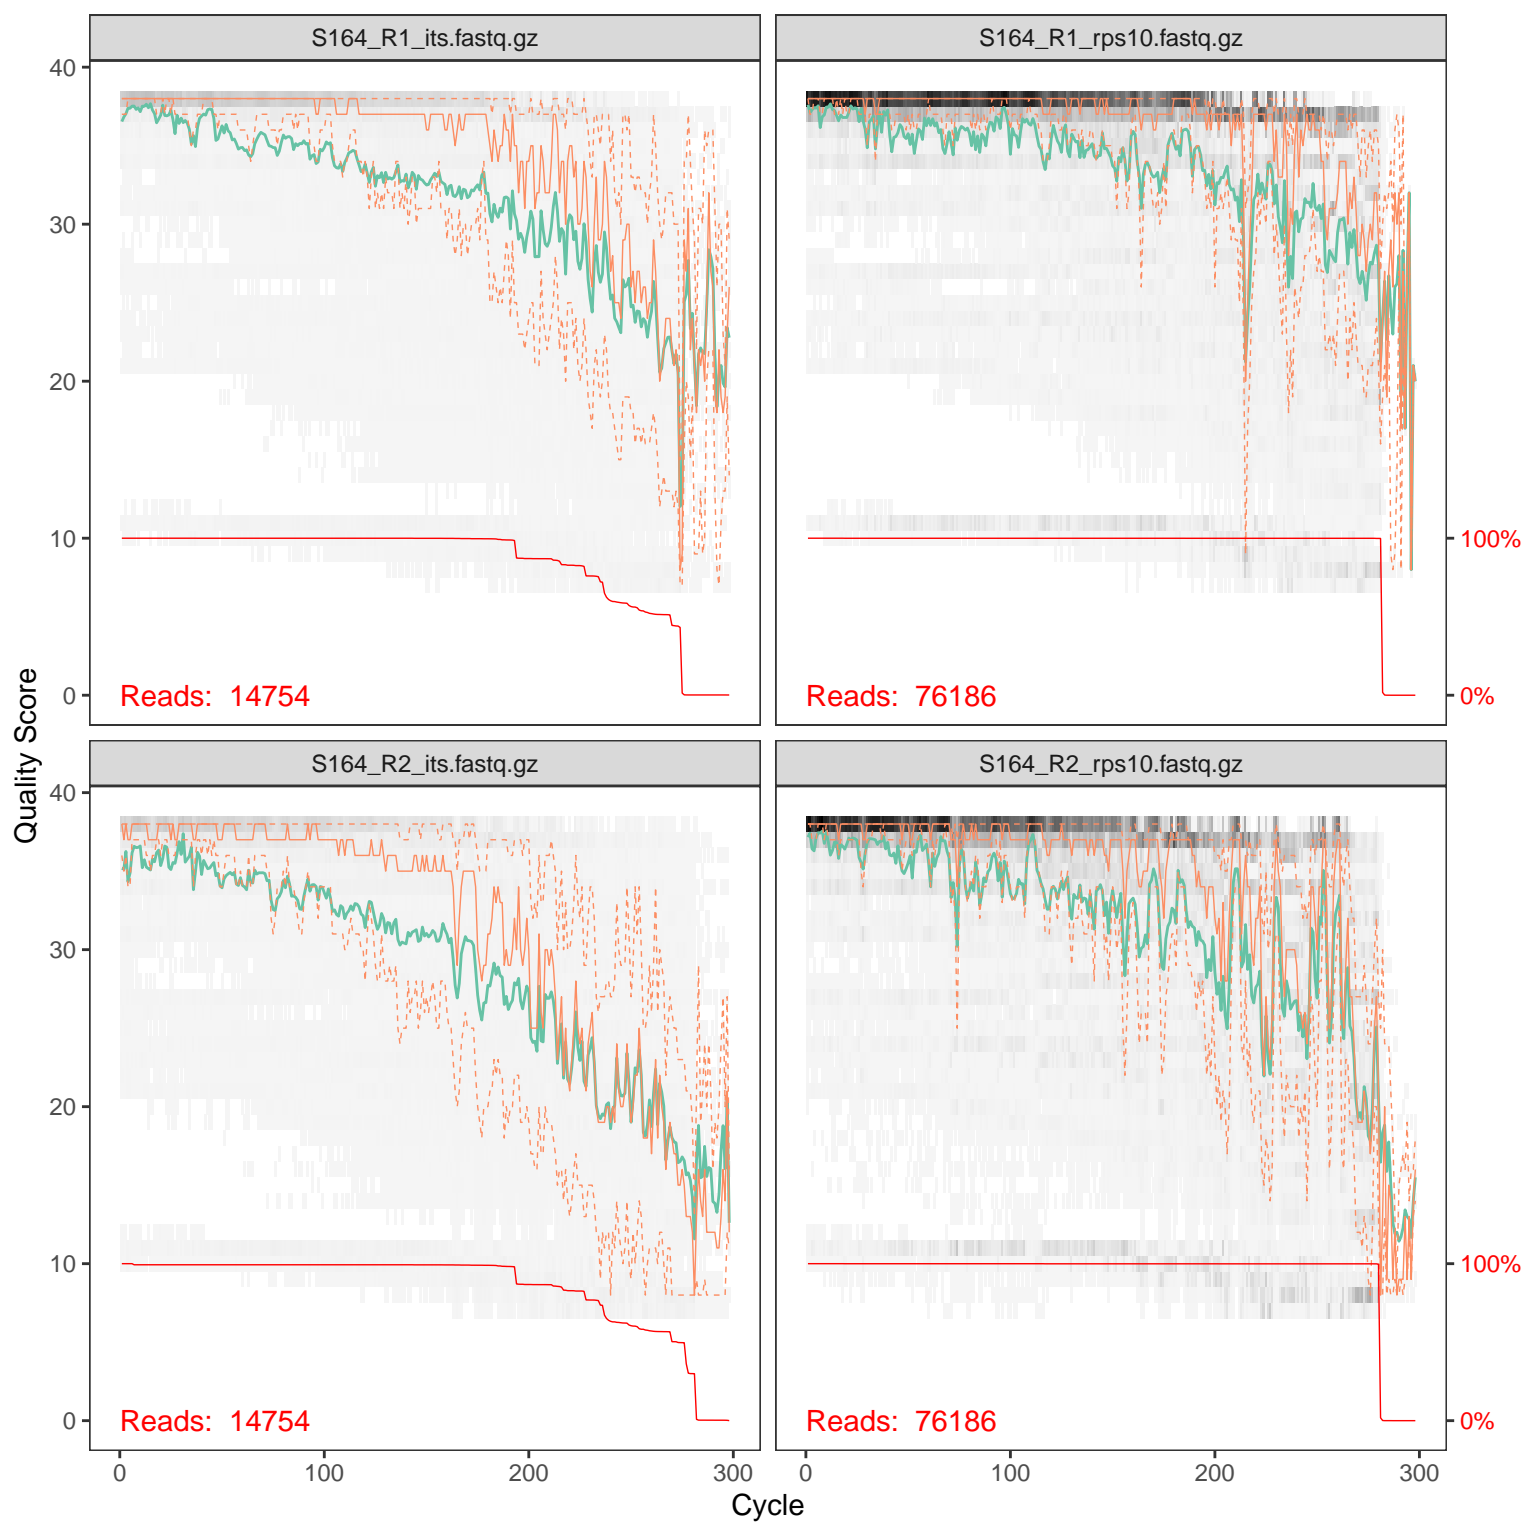 S164_R1_its.fastq.gz
S164_R1_rps10.fastq.gz
40
30
20
10
0
Reads: 14754
Reads: 76186
100%
0%
S164_R2_its.fastq.gz
S164_R2_rps10.fastq.gz
40
30
20
10
0
Reads: 14754
Reads: 76186
100%
0%
0 100 200 300
0 100 200 300
Cycle
Quality Score